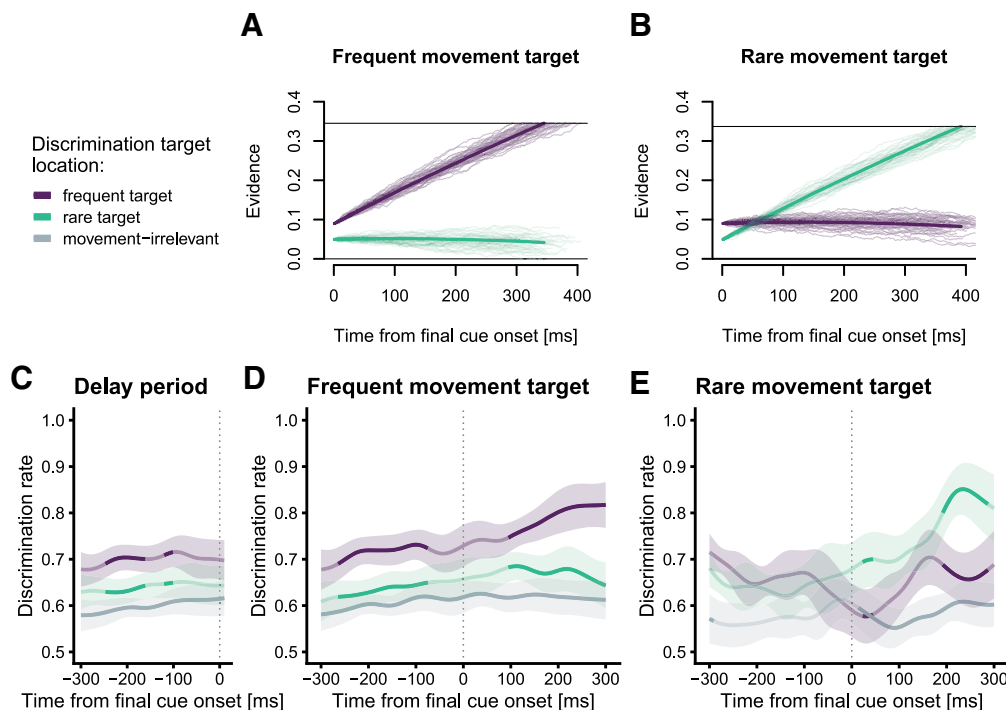 A
Frequent movement target
B
Rare movement target
Discrimination target
location:
frequent target
rare target
movement−irrelevant
Evidence
0.4
0.3
0.2
0.1
0.0
0 100 200 300 400
Time from final cue onset [ms]
Evidence
0.4
0.3
0.2
0.1
0.0
0 100 200 300 400
Time from final cue onset [ms]
C
Delay period
D
Frequent movement target
E
Rare movement target
Discrimination rate
1.0
0.9
0.8
0.7
0.6
0.5
−300 −200 −100 0
Time from final cue onset [ms]
Discrimination rate
1.0
0.9
0.8
0.7
0.6
0.5
−300 −200 −100 0 100 200 300
Time from final cue onset [ms]
Discrimination rate
1.0
0.9
0.8
0.7
0.6
0.5
−300 −200 −100 0 100 200 300
Time from final cue onset [ms]